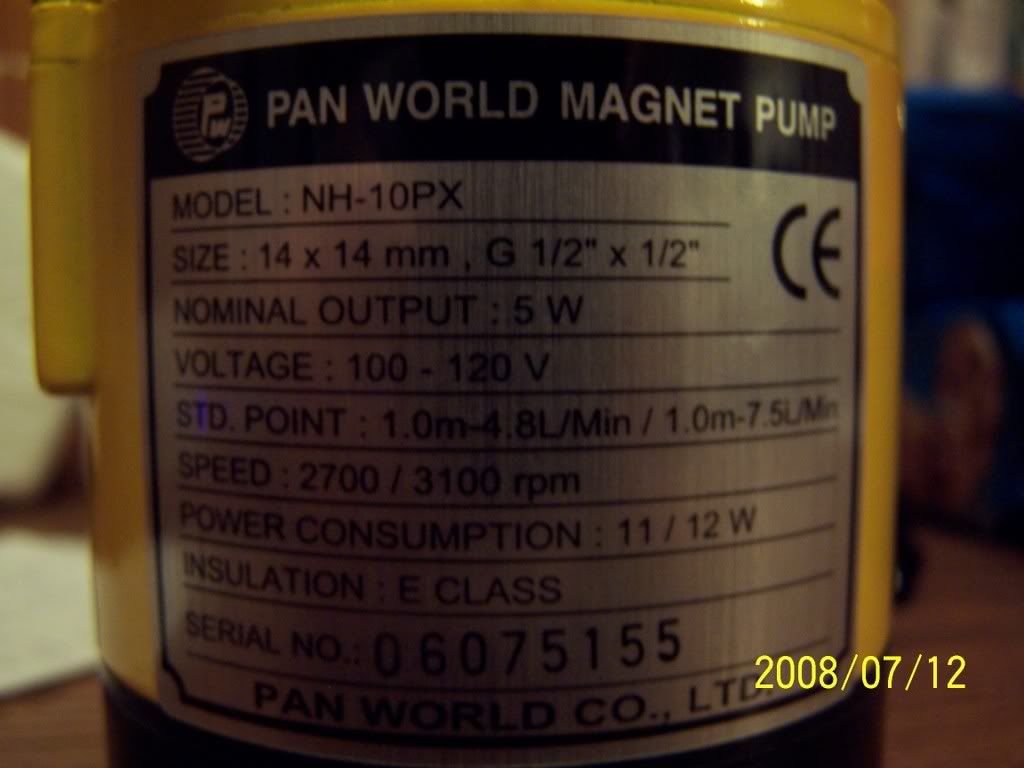 PW
PAN WORLD MAGNET PUMP
MODEL : NH-10PX
SIZE : 14 x 14 mm , G 1/2" x 1/2"
CE
NOMINAL OUTPUT : 5 W
VOLTAGE : 100 - 120 V
STD. POINT : 1.0m-4.8L/Min / 1.0m-7.5L/Min
SPEED : 2700 / 3100 rpm
POWER CONSUMPTION : 11 / 12 W
INSULATION : E CLASS
SERIAL NO.: 06075155
PAN WORLD CO., LTD
2008/07/12